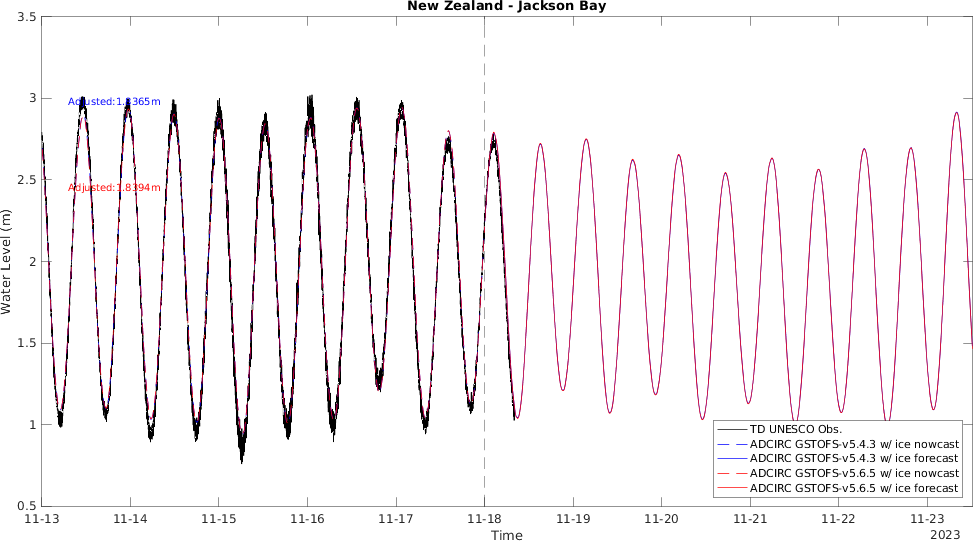 New Zealand - Jackson Bay
3.5
3
2.5
2
1.5
1
0.5
Water Level (m)
Adjusted:1.8365m
Adjusted:1.8394m
TD UNESCO Obs.
ADCIRC GSTOFS-v5.4.3 w/ ice nowcast
ADCIRC GSTOFS-v5.4.3 w/ ice forecast
ADCIRC GSTOFS-v5.6.5 w/ ice nowcast
ADCIRC GSTOFS-v5.6.5 w/ ice forecast
11-13 11-14 11-15 11-16 11-17 11-18 11-19 11-20 11-21 11-22 11-23
Time
2023